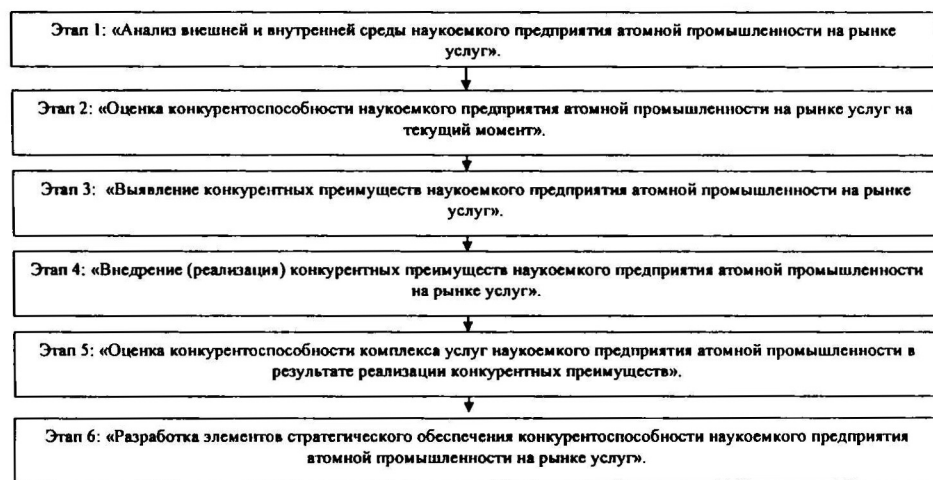 Этап 1: «Анализ внешней и внутренней среды наукоемкого предприятия атомной промышленности на рынке
услуг».
Этап 2: «Оценка конкурентоспособности наукоемкого предприятия атомной промышленности на рынке услуг на
текущий момент».
Этап 3: «Выявление конкурентных преимуществ наукоемкого предприятия атомной промышленности на рынке
услуг».
Этап 4: «Внедрение (реализация) конкурентных преимуществ наукоемкого предприятия атомной промышленности
на рынке услуг».
Этап 5: «Оценка конкурентоспособности комплекса услуг наукоемкого предприятия атомной промышленности в
результате реализации конкурентных преимуществ».
Этап 6: «Разработка элементов стратегического обеспечения конкурентоспособности наукоемкого предприятия
атомной промышленности на рынке услуг».